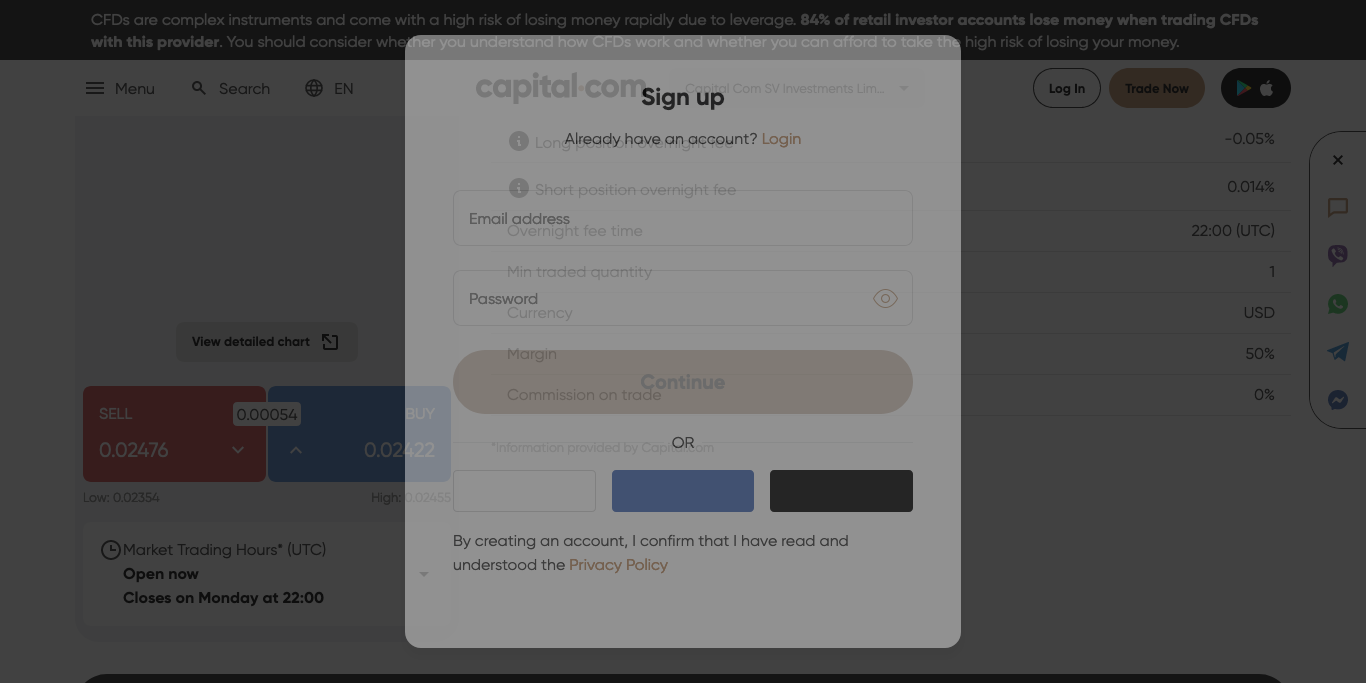 CFDs are complex instruments and come with a high risk of losing money rapidly due to leverage. 84% of retail investor accounts lose money when trading CFDs
with this provider. You should consider whether you understand how CFDs work and whether you can afford to take the high risk of losing your money.
Menu
Search
EN
capital.com
Capital Com SV Investments Lim...
Log In
Trade Now
Sign up
Already have an account? Login
Long position overnight fee
-0.05%
Short position overnight fee
0.014%
Email address
Overnight fee time
22:00 (UTC)
Min traded quantity
1
Password
Currency
USD
Margin
50%
Continue
Commission on trade
0%
OR
*information provided by Capital.com
View detailed chart
SELL
0.00054
BUY
0.02476
0.02422
Low: 0.02354
High: 0.02455
By creating an account, I confirm that I have read and
understood the Privacy Policy
Market Trading Hours* (UTC)
Open now
Closes on Monday at 22:00